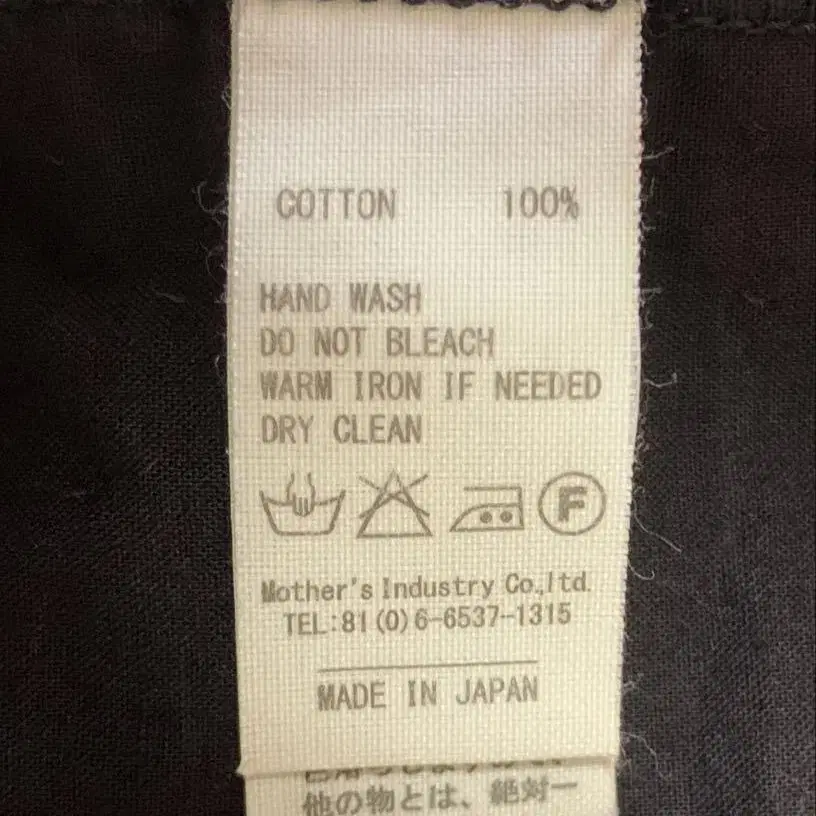 COTTON 100%
HAND WASH
DO NOT BLEACH
WARM IRON IF NEEDED
DRY CLEAN
F
Mother's Industry Co.,ltd.
TEL:81(0)6-6537-1315
MADE IN JAPAN
他の物とは、絶対一